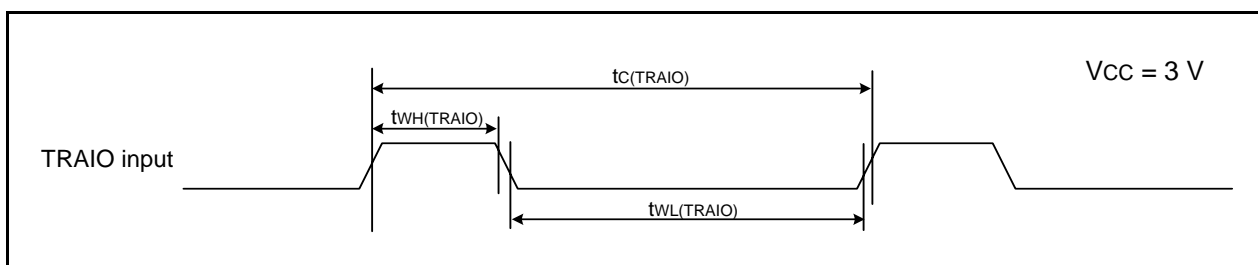 tC(TRAIO)
VCC = 3 V
tWH(TRAIO)
TRAIO input
tWL(TRAIO)